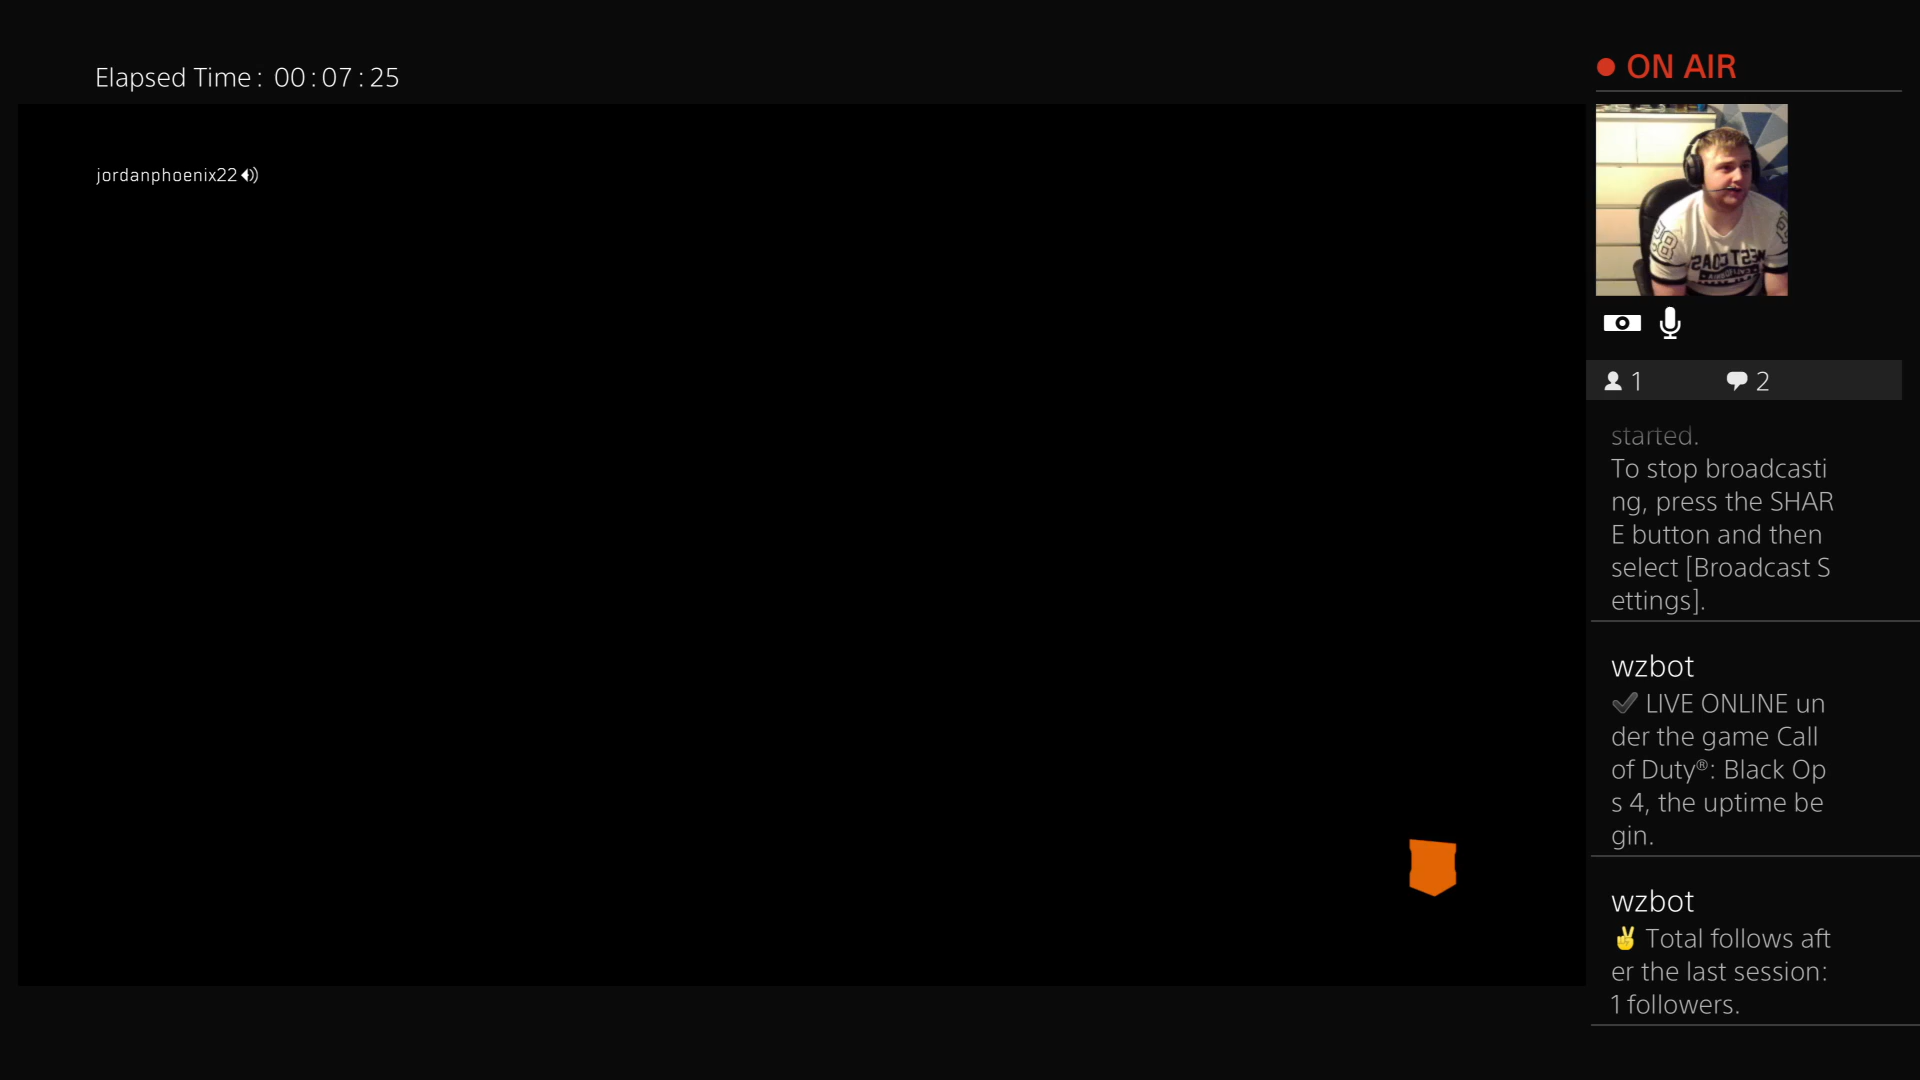 Elapsed Time: 00:07:25
ON AIR
jordanphoenix22
WEST COAS
1
2
started.
To stop broadcasti
ng, press the SHAR
E button and then
select [Broadcast S
ettings].
wzbot
✔ LIVE ONLINE un
der the game Call
of Duty®: Black Op
s 4, the uptime be
gin.
wzbot
✌ Total follows aft
er the last session:
1 followers.